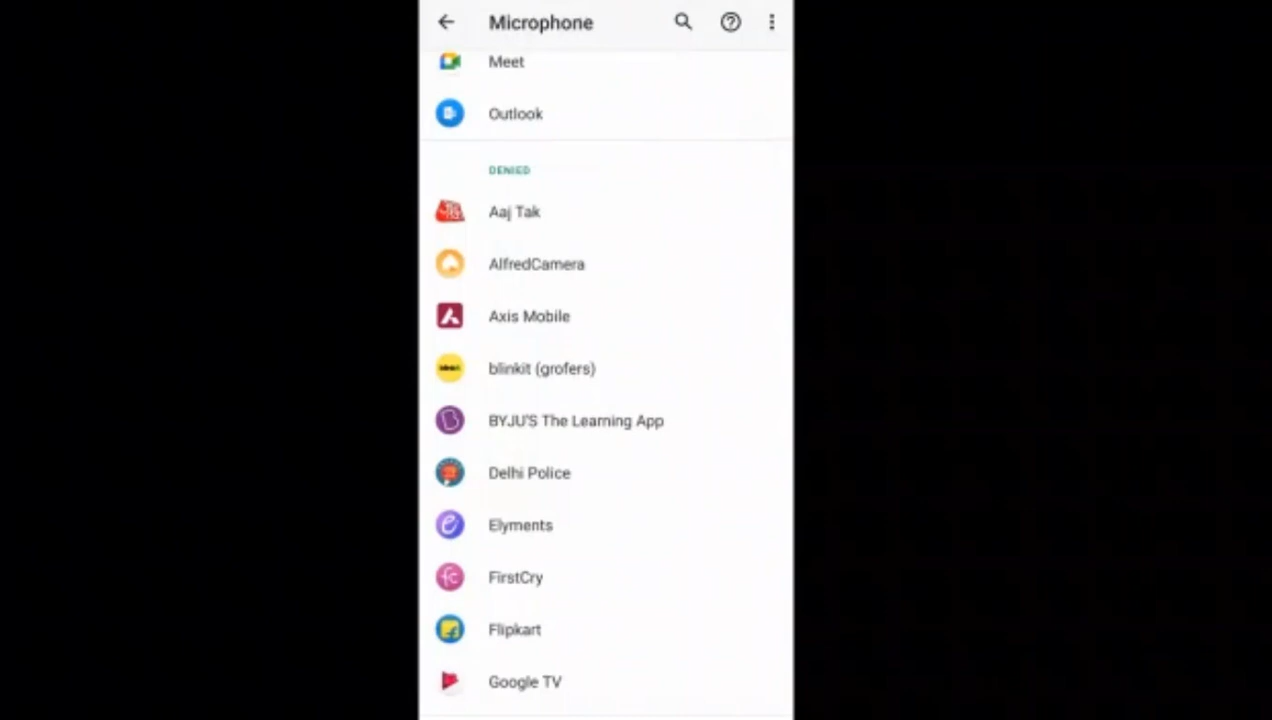 Microphone
Meet
Outlook
DENIED
Aaj Tak
AlfredCamera
Axis Mobile
blinkit (grofers)
BYJU'S The Learning App
Delhi Police
Elyments
FirstCry
Flipkart
Google TV